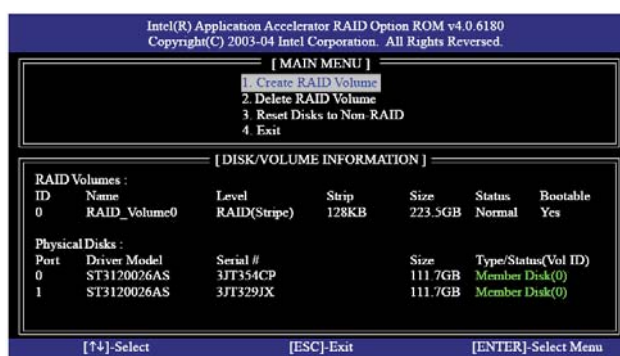 Intel(R) Application Accelerator RAID Option ROM v4.0.6180
Copyright(C) 2003-04 Intel Corporation. All Rights Reversed.
[ MAIN MENU ]
1. Create RAID Volume
2. Delete RAID Volume
3. Reset Disks to Non-RAID
4. Exit
[ DISK/VOLUME INFORMATION ]
RAID Volumes :
ID Name Level Strip Size Status Bootable
0 RAID_Volume0 RAID(Stripe) 128KB 223.5GB Normal Yes
Physical Disks :
Port Driver Model Serial # Size Type/Status(Vol ID)
0 ST3120026AS 3JT354CP 111.7GB Member Disk(0)
1 ST3120026AS 3JT329JX 111.7GB Member Disk(0)
[↑↓]-Select [ESC]-Exit [ENTER]-Select Menu